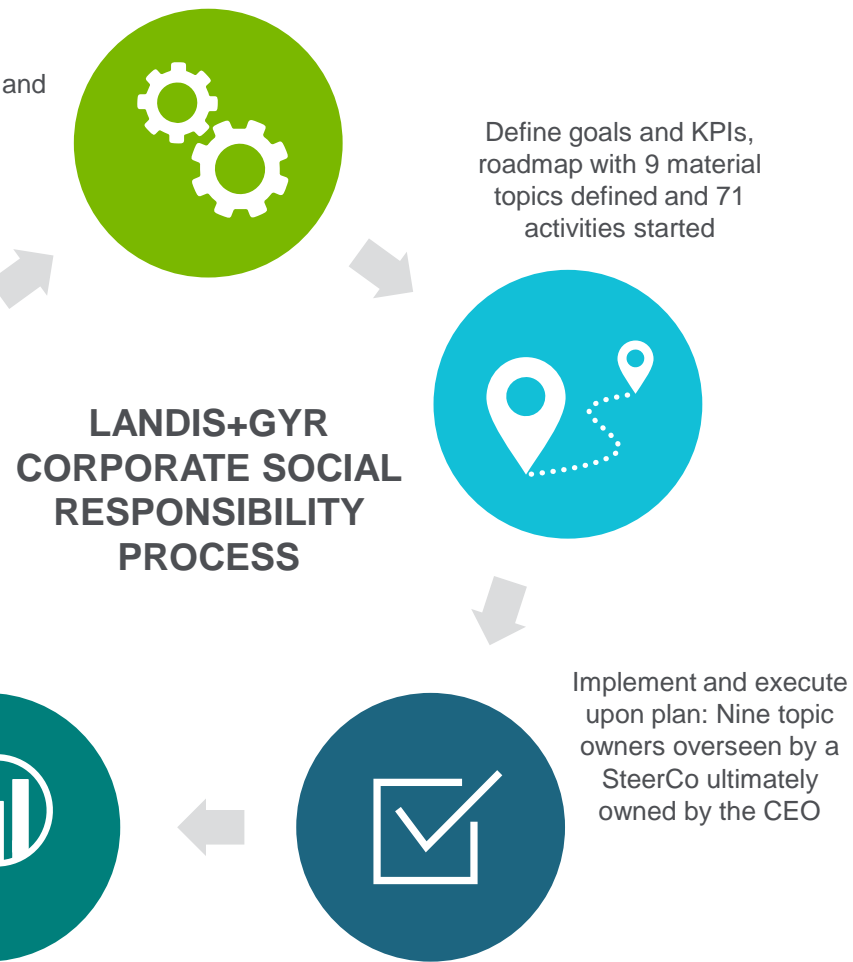 and
Define goals and KPIs,
roadmap with 9 material
topics defined and 71
activities started
LANDIS+GYR
CORPORATE SOCIAL
RESPONSIBILITY
PROCESS
Implement and execute
upon plan: Nine topic
owners overseen by a
SteerCo ultimately
owned by the CEO